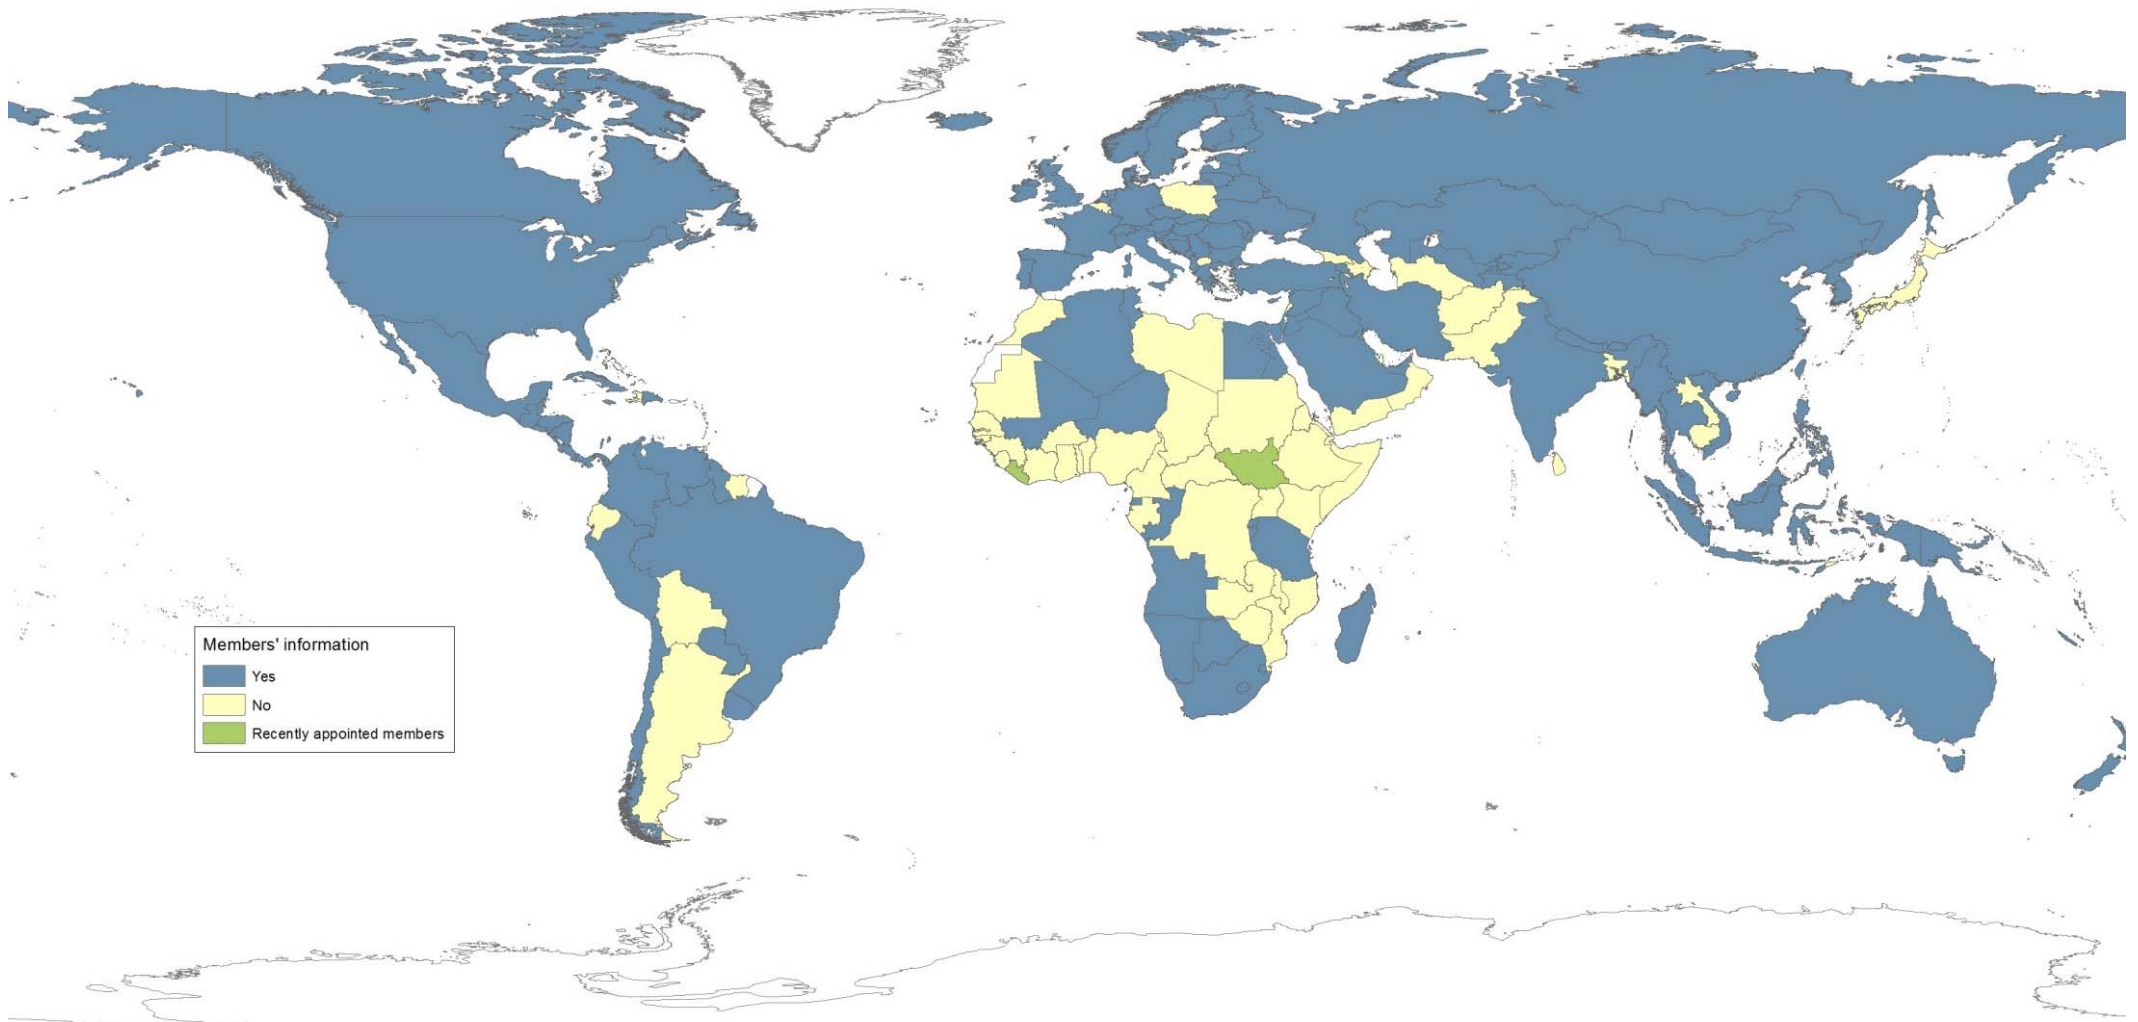 Members' information
Yes
No
Recently appointed members